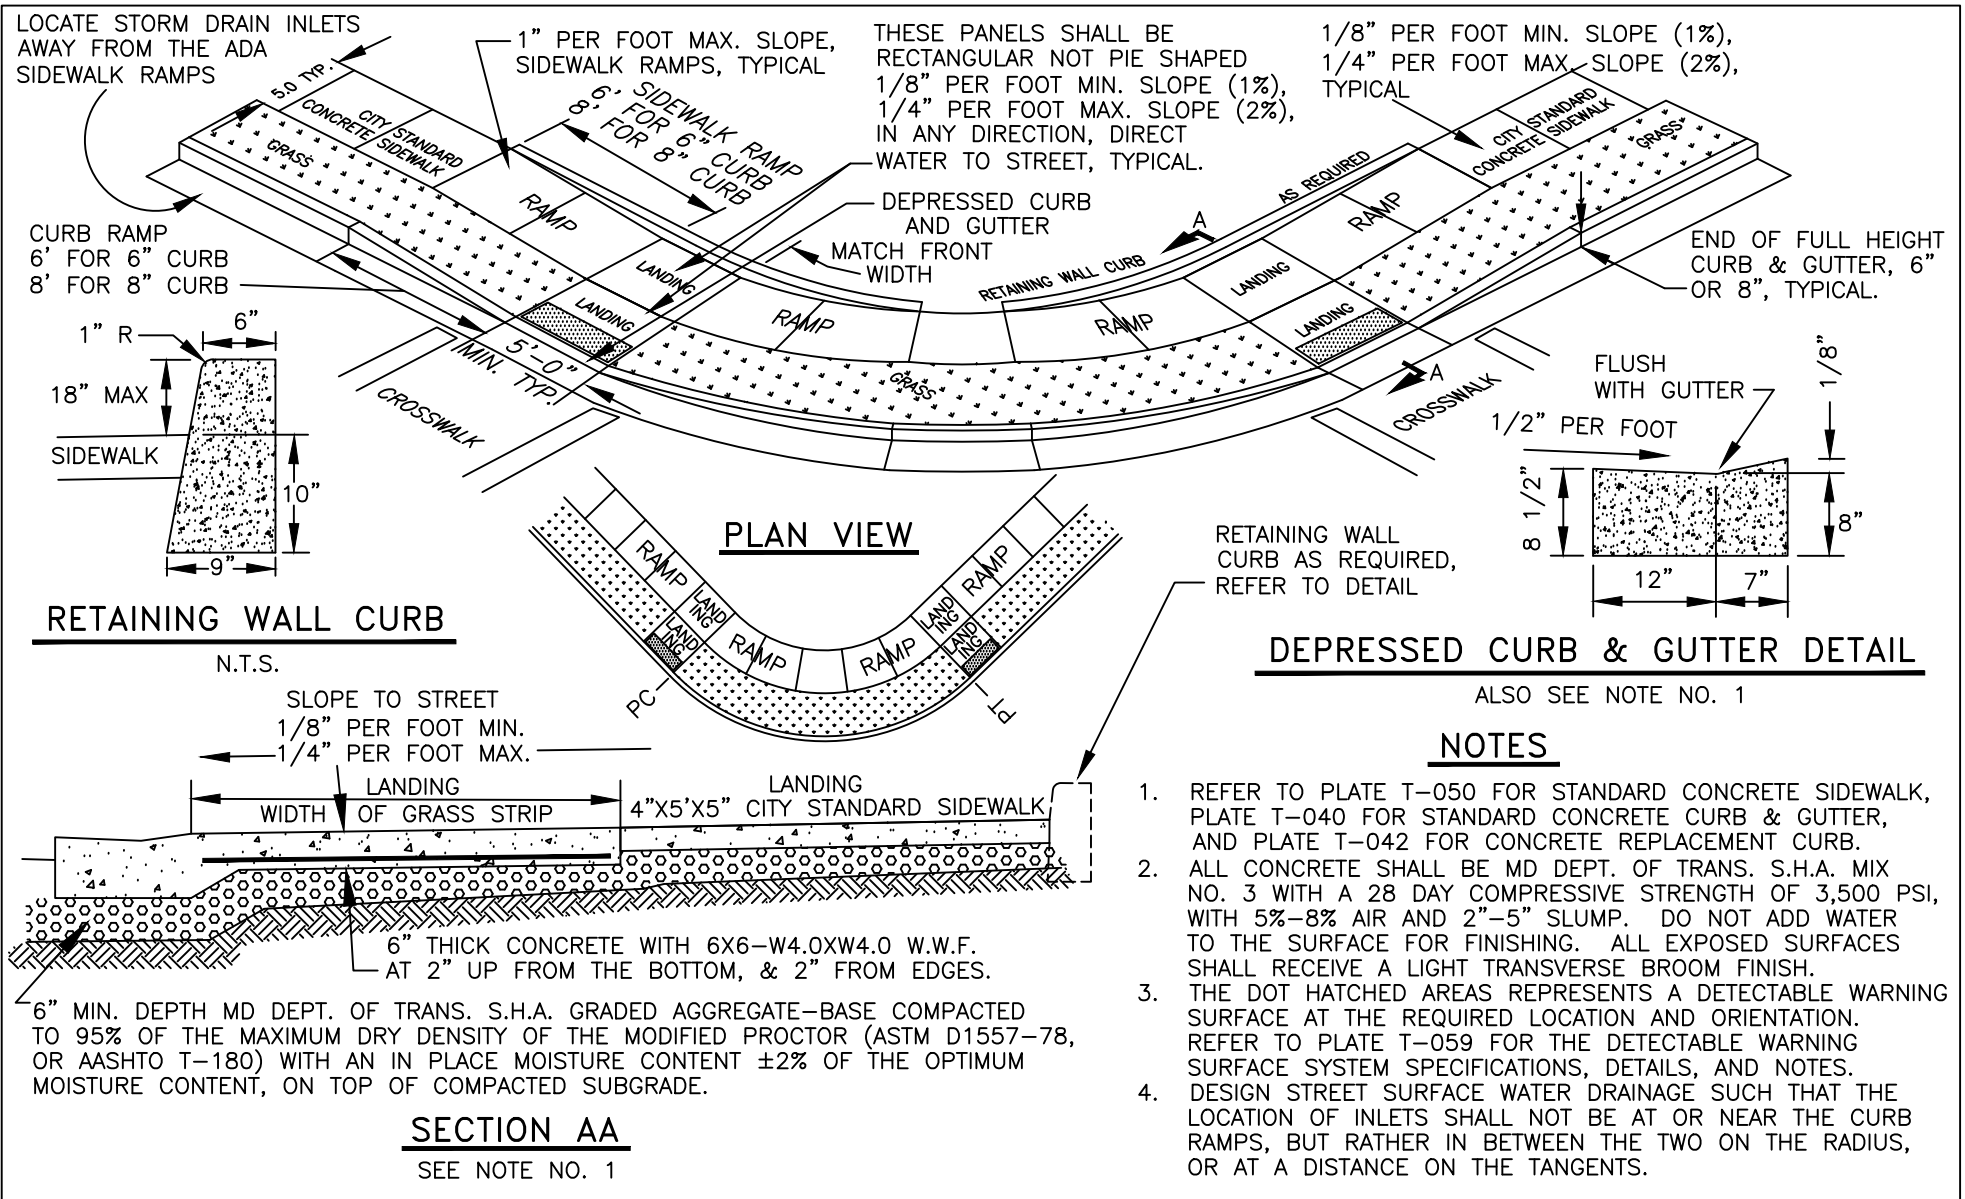 LOCATE STORM DRAIN INLETS
AWAY FROM THE ADA
SIDEWALK RAMPS
5.0 TYP.
1" PER FOOT MAX. SLOPE,
SIDEWALK RAMPS, TYPICAL
SIDEWALK RAMP
6' FOR 6" CURB
8' FOR 8" CURB
THESE PANELS SHALL BE
RECTANGULAR NOT PIE SHAPED
1/8" PER FOOT MIN. SLOPE (1%),
1/4" PER FOOT MAX. SLOPE (2%),
IN ANY DIRECTION, DIRECT
WATER TO STREET, TYPICAL.
1/8" PER FOOT MIN. SLOPE (1%),
1/4" PER FOOT MAX. SLOPE (2%),
TYPICAL
CITY STANDARD
CONCRETE SIDEWALK
GRASS
RAMP
LANDING
LANDING
DEPRESSED CURB
AND GUTTER
MATCH FRONT
WIDTH
RAMP
RETAINING WALL CURB
AS REQUIRED
A
RAMP
GRASS
RAMP
LANDING
LANDING
CITY STANDARD
CONCRETE SIDEWALK
GRASS
A
END OF FULL HEIGHT
CURB & GUTTER, 6"
OR 8", TYPICAL.
CURB RAMP
6' FOR 6" CURB
8' FOR 8" CURB
5'-0"
MIN. TYP.
CROSSWALK
CROSSWALK
1" R
6"
18" MAX
SIDEWALK
10"
9"
RETAINING WALL CURB
N.T.S.
PLAN VIEW
RAMP
LAND
ING
LAND
ING
RAMP
RAMP
LAND
ING
LAND
ING
RAMP
PC
PT
RETAINING WALL
CURB AS REQUIRED,
REFER TO DETAIL
FLUSH
WITH GUTTER
1/2" PER FOOT
1/8"
8 1/2"
8"
12"
7"
DEPRESSED CURB & GUTTER DETAIL
ALSO SEE NOTE NO. 1
SLOPE TO STREET
1/8" PER FOOT MIN.
1/4" PER FOOT MAX.
LANDING
WIDTH OF GRASS STRIP
LANDING
4"X5'X5" CITY STANDARD SIDEWALK
6" THICK CONCRETE WITH 6X6-W4.0XW4.0 W.W.F.
AT 2" UP FROM THE BOTTOM, & 2" FROM EDGES.
6" MIN. DEPTH MD DEPT. OF TRANS. S.H.A. GRADED AGGREGATE-BASE COMPACTED
TO 95% OF THE MAXIMUM DRY DENSITY OF THE MODIFIED PROCTOR (ASTM D1557-78,
OR AASHTO T-180) WITH AN IN PLACE MOISTURE CONTENT ±2% OF THE OPTIMUM
MOISTURE CONTENT, ON TOP OF COMPACTED SUBGRADE.
SECTION AA
SEE NOTE NO. 1
NOTES
1. REFER TO PLATE T-050 FOR STANDARD CONCRETE SIDEWALK,
PLATE T-040 FOR STANDARD CONCRETE CURB & GUTTER,
AND PLATE T-042 FOR CONCRETE REPLACEMENT CURB.
2. ALL CONCRETE SHALL BE MD DEPT. OF TRANS. S.H.A. MIX
NO. 3 WITH A 28 DAY COMPRESSIVE STRENGTH OF 3,500 PSI,
WITH 5%-8% AIR AND 2"-5" SLUMP. DO NOT ADD WATER
TO THE SURFACE FOR FINISHING. ALL EXPOSED SURFACES
SHALL RECEIVE A LIGHT TRANSVERSE BROOM FINISH.
3. THE DOT HATCHED AREAS REPRESENTS A DETECTABLE WARNING
SURFACE AT THE REQUIRED LOCATION AND ORIENTATION.
REFER TO PLATE T-059 FOR THE DETECTABLE WARNING
SURFACE SYSTEM SPECIFICATIONS, DETAILS, AND NOTES.
4. DESIGN STREET SURFACE WATER DRAINAGE SUCH THAT THE
LOCATION OF INLETS SHALL NOT BE AT OR NEAR THE CURB
RAMPS, BUT RATHER IN BETWEEN THE TWO ON THE RADIUS,
OR AT A DISTANCE ON THE TANGENTS.